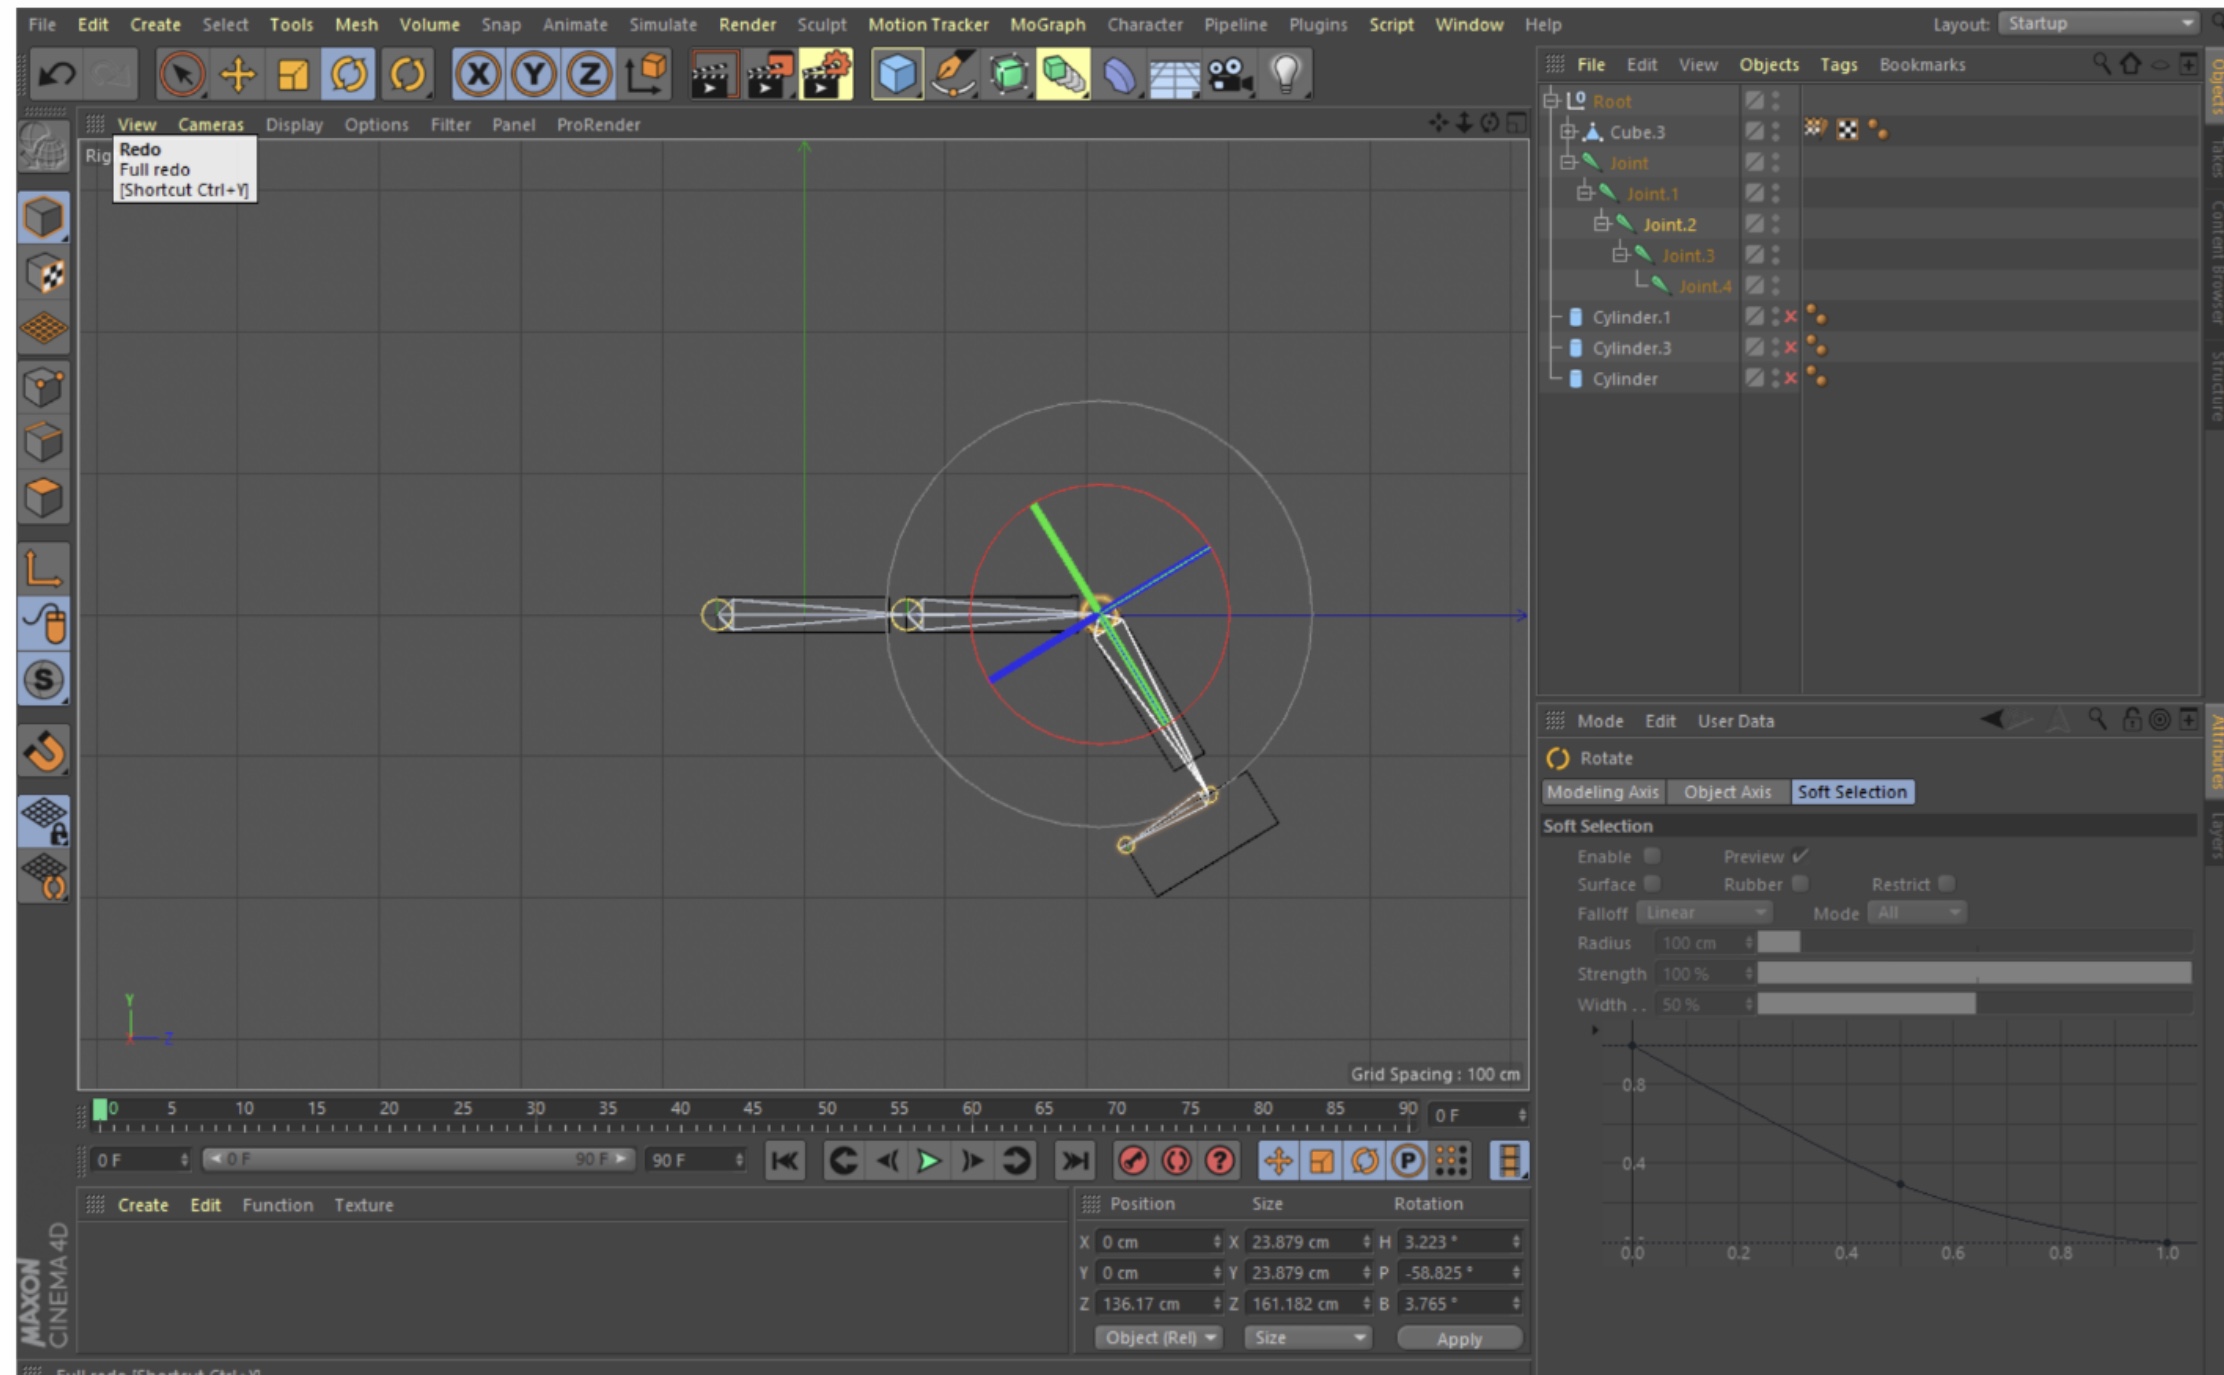 File Edit Create Select Tools Mesh Volume Snap Animate Simulate Render Sculpt Motion Tracker MoGraph Character Pipeline Plugins Script Window Help Layout: Startup
X Y Z
File Edit View Objects Tags Bookmarks
View Cameras Display Options Filter Panel ProRender
Rig
Redo
Full redo
[Shortcut Ctrl+Y]
Root
Cube.3
Joint
Joint.1
Joint.2
Joint.3
Joint.4
Cylinder.1
Cylinder.3
Cylinder
Objects
Takes
Content Browser
Structure
S
Y
Z
Grid Spacing : 100 cm
Mode Edit User Data
Rotate
Modeling Axis Object Axis Soft Selection
Soft Selection
Enable Preview
Surface Rubber Restrict
Falloff Linear Mode All
Radius 100 cm
Strength 100 %
Width . . 50 %
0.8
0.4
0.0 0.2 0.4 0.6 0.8 1.0
Attributes
Layers
0 5 10 15 20 25 30 35 40 45 50 55 60 65 70 75 80 85 90 0 F
0 F 0 F 90 F 90 F ? P
Create Edit Function Texture
Position Size Rotation
X 0 cm X 23.879 cm H 3.223 °
Y 0 cm Y 23.879 cm P -58.825 °
Z 136.17 cm Z 161.182 cm B 3.765 °
Object (Rel) Size Apply
MAXON
CINEMA 4D
Full redo [Shortcut Ctrl+Y]